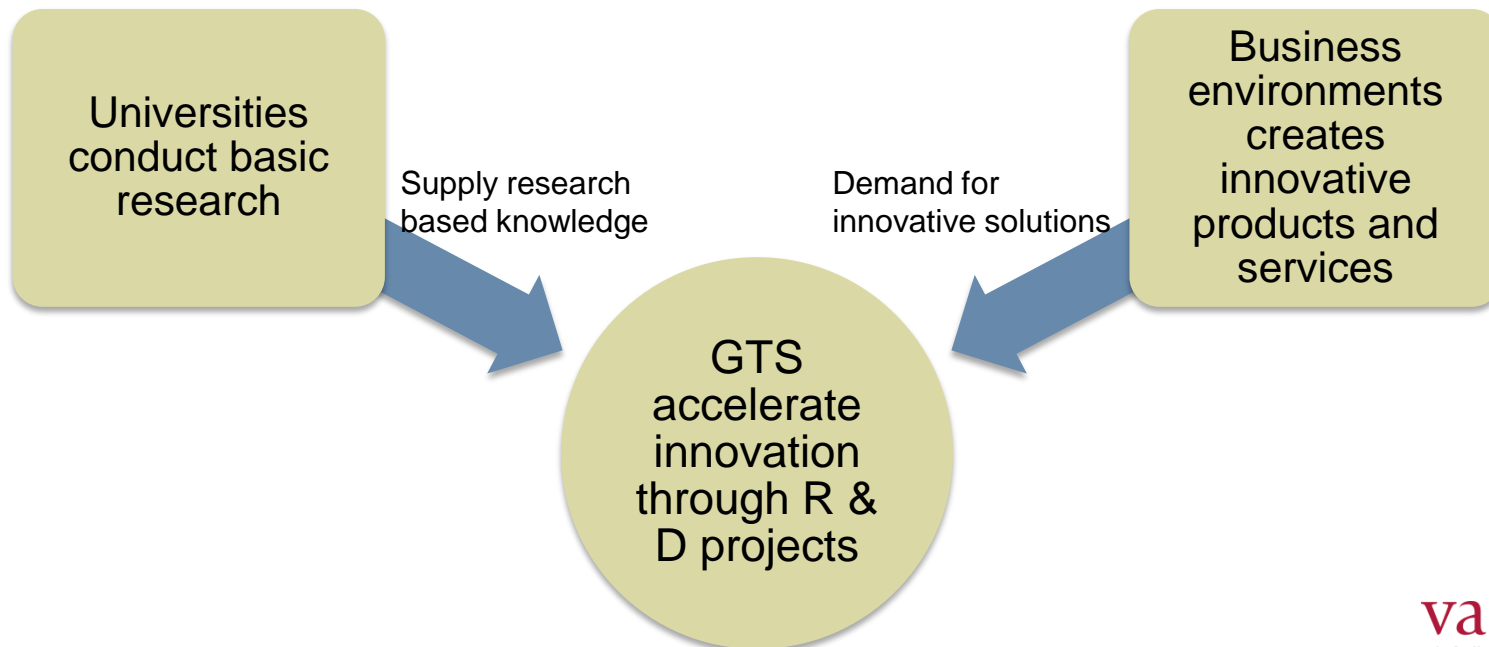 Universities
conduct basic
research
Supply research
based knowledge
Demand for
innovative solutions
Business
environments
creates
innovative
products and
services
GTS
accelerate
innovation
through R &
D projects
va